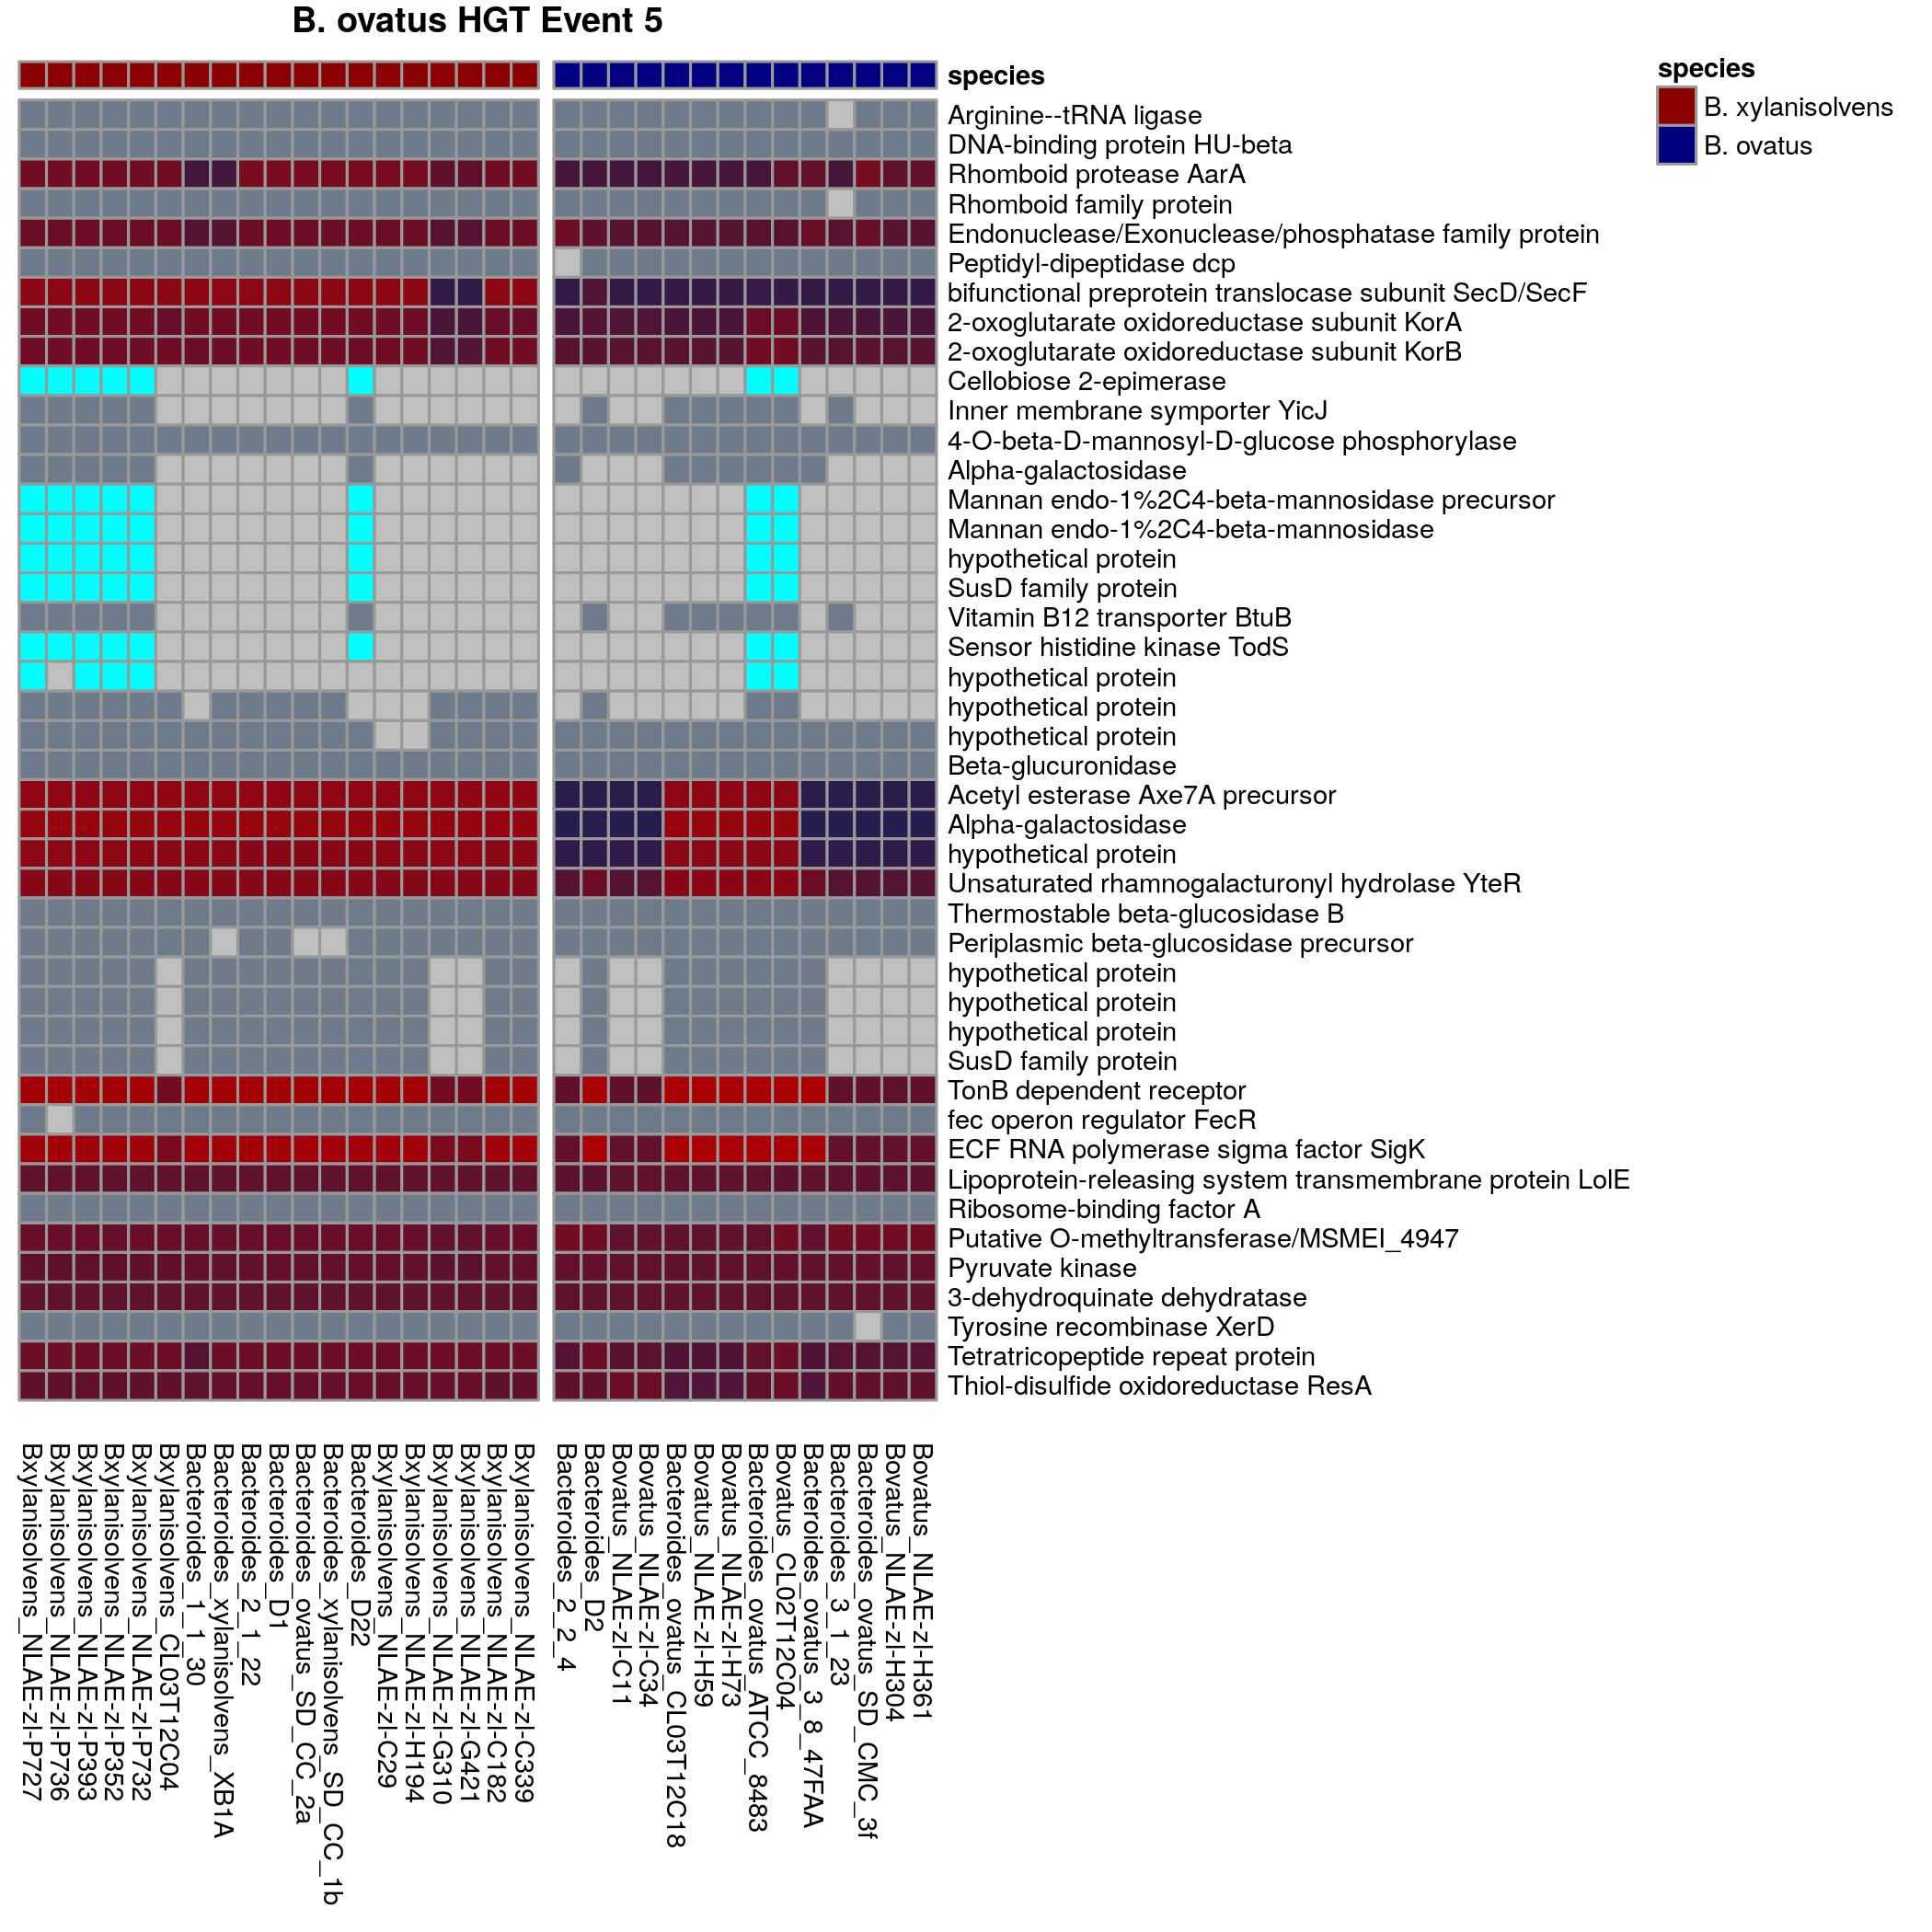 B. ovatus HGT Event 5
species
Arginine--tRNA ligase
DNA-binding protein HU-beta
Rhomboid protease AarA
Rhomboid family protein
Endonuclease/Exonuclease/phosphatase family protein
Peptidyl-dipeptidase dcp
bifunctional preprotein translocase subunit SecD/SecF
2-oxoglutarate oxidoreductase subunit KorA
2-oxoglutarate oxidoreductase subunit KorB
Cellobiose 2-epimerase
Inner membrane symporter YicJ
4-O-beta-D-mannosyl-D-glucose phosphorylase
Alpha-galactosidase
Mannan endo-1%2C4-beta-mannosidase precursor
Mannan endo-1%2C4-beta-mannosidase
hypothetical protein
SusD family protein
Vitamin B12 transporter BtuB
Sensor histidine kinase TodS
hypothetical protein
hypothetical protein
hypothetical protein
Beta-glucuronidase
Acetyl esterase Axe7A precursor
Alpha-galactosidase
hypothetical protein
Unsaturated rhamnogalacturonyl hydrolase YteR
Thermostable beta-glucosidase B
Periplasmic beta-glucosidase precursor
hypothetical protein
hypothetical protein
hypothetical protein
SusD family protein
TonB dependent receptor
fec operon regulator FecR
ECF RNA polymerase sigma factor SigK
Lipoprotein-releasing system transmembrane protein LolE
Ribosome-binding factor A
Putative O-methyltransferase/MSMEI_4947
Pyruvate kinase
3-dehydroquinate dehydratase
Tyrosine recombinase XerD
Tetratricopeptide repeat protein
Thiol-disulfide oxidoreductase ResA
species
B. xylanisolvens
B. ovatus
Bxylanisolvens_NLAE-zl-P727
Bxylanisolvens_NLAE-zl-P736
Bxylanisolvens_NLAE-zl-P393
Bxylanisolvens_NLAE-zl-P352
Bxylanisolvens_NLAE-zl-P732
Bxylanisolvens_CL03T12C04
Bacteroides_1_1_30
Bacteroides_xylanisolvens_XB1A
Bacteroides_2_1_22
Bacteroides_D1
Bacteroides_ovatus_SD_CC_2a
Bacteroides_xylanisolvens_SD_CC_1b
Bacteroides_D22
Bxylanisolvens_NLAE-zl-C29
Bxylanisolvens_NLAE-zl-H194
Bxylanisolvens_NLAE-zl-G310
Bxylanisolvens_NLAE-zl-G421
Bxylanisolvens_NLAE-zl-C182
Bxylanisolvens_NLAE-zl-C339
Bacteroides_2_2_4
Bacteroides_D2
Bovatus_NLAE-zl-C11
Bovatus_NLAE-zl-C34
Bacteroides_ovatus_CL03T12C18
Bovatus_NLAE-zl-H59
Bovatus_NLAE-zl-H73
Bacteroides_ovatus_ATCC_8483
Bovatus_CL02T12C04
Bacteroides_ovatus_3_8_47FAA
Bacteroides_3_1_23
Bacteroides_ovatus_SD_CMC_3f
Bovatus_NLAE-zl-H304
Bovatus_NLAE-zl-H361